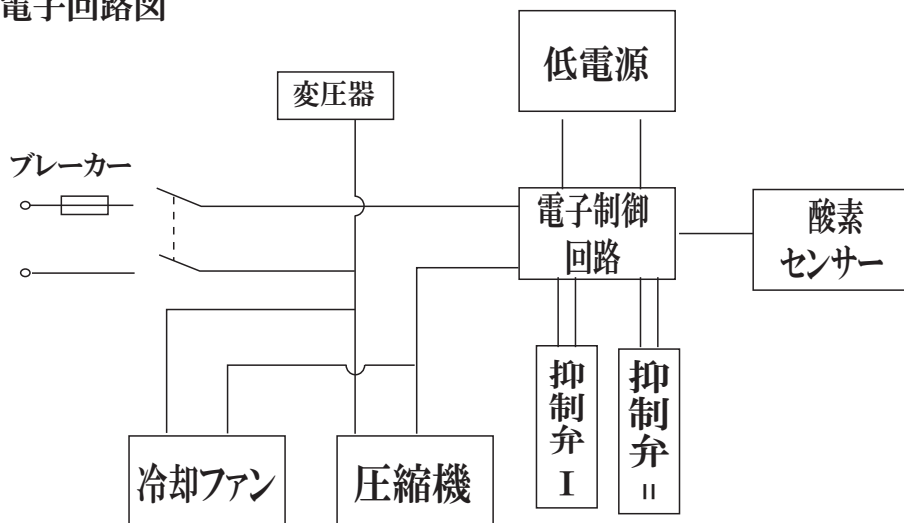 電子回路図
低電源
変圧器
ブレーカー
電子制御
回路
酸素
センサー
抑制弁 I
抑制弁 II
冷却ファン
圧縮機